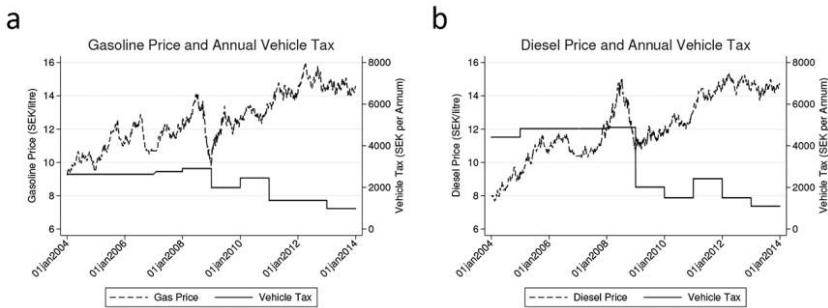 a
Gasoline Price and Annual Vehicle Tax
Gasoline Price (SEK/litre)
16
14
12
10
8
6
8000
6000
4000
2000
0
Vehicle Tax (SEK per Annum)
01jan2004
01jan2006
01jan2008
01jan2010
01jan2012
01jan2014
Gas Price Vehicle Tax
b
Diesel Price and Annual Vehicle Tax
Diesel Price (SEK/litre)
16
14
12
10
8
6
8000
6000
4000
2000
0
Vehicle Tax (SEK per Annum)
01jan2004
01jan2006
01jan2008
01jan2010
01jan2012
01jan2014
Diesel Price Vehicle Tax